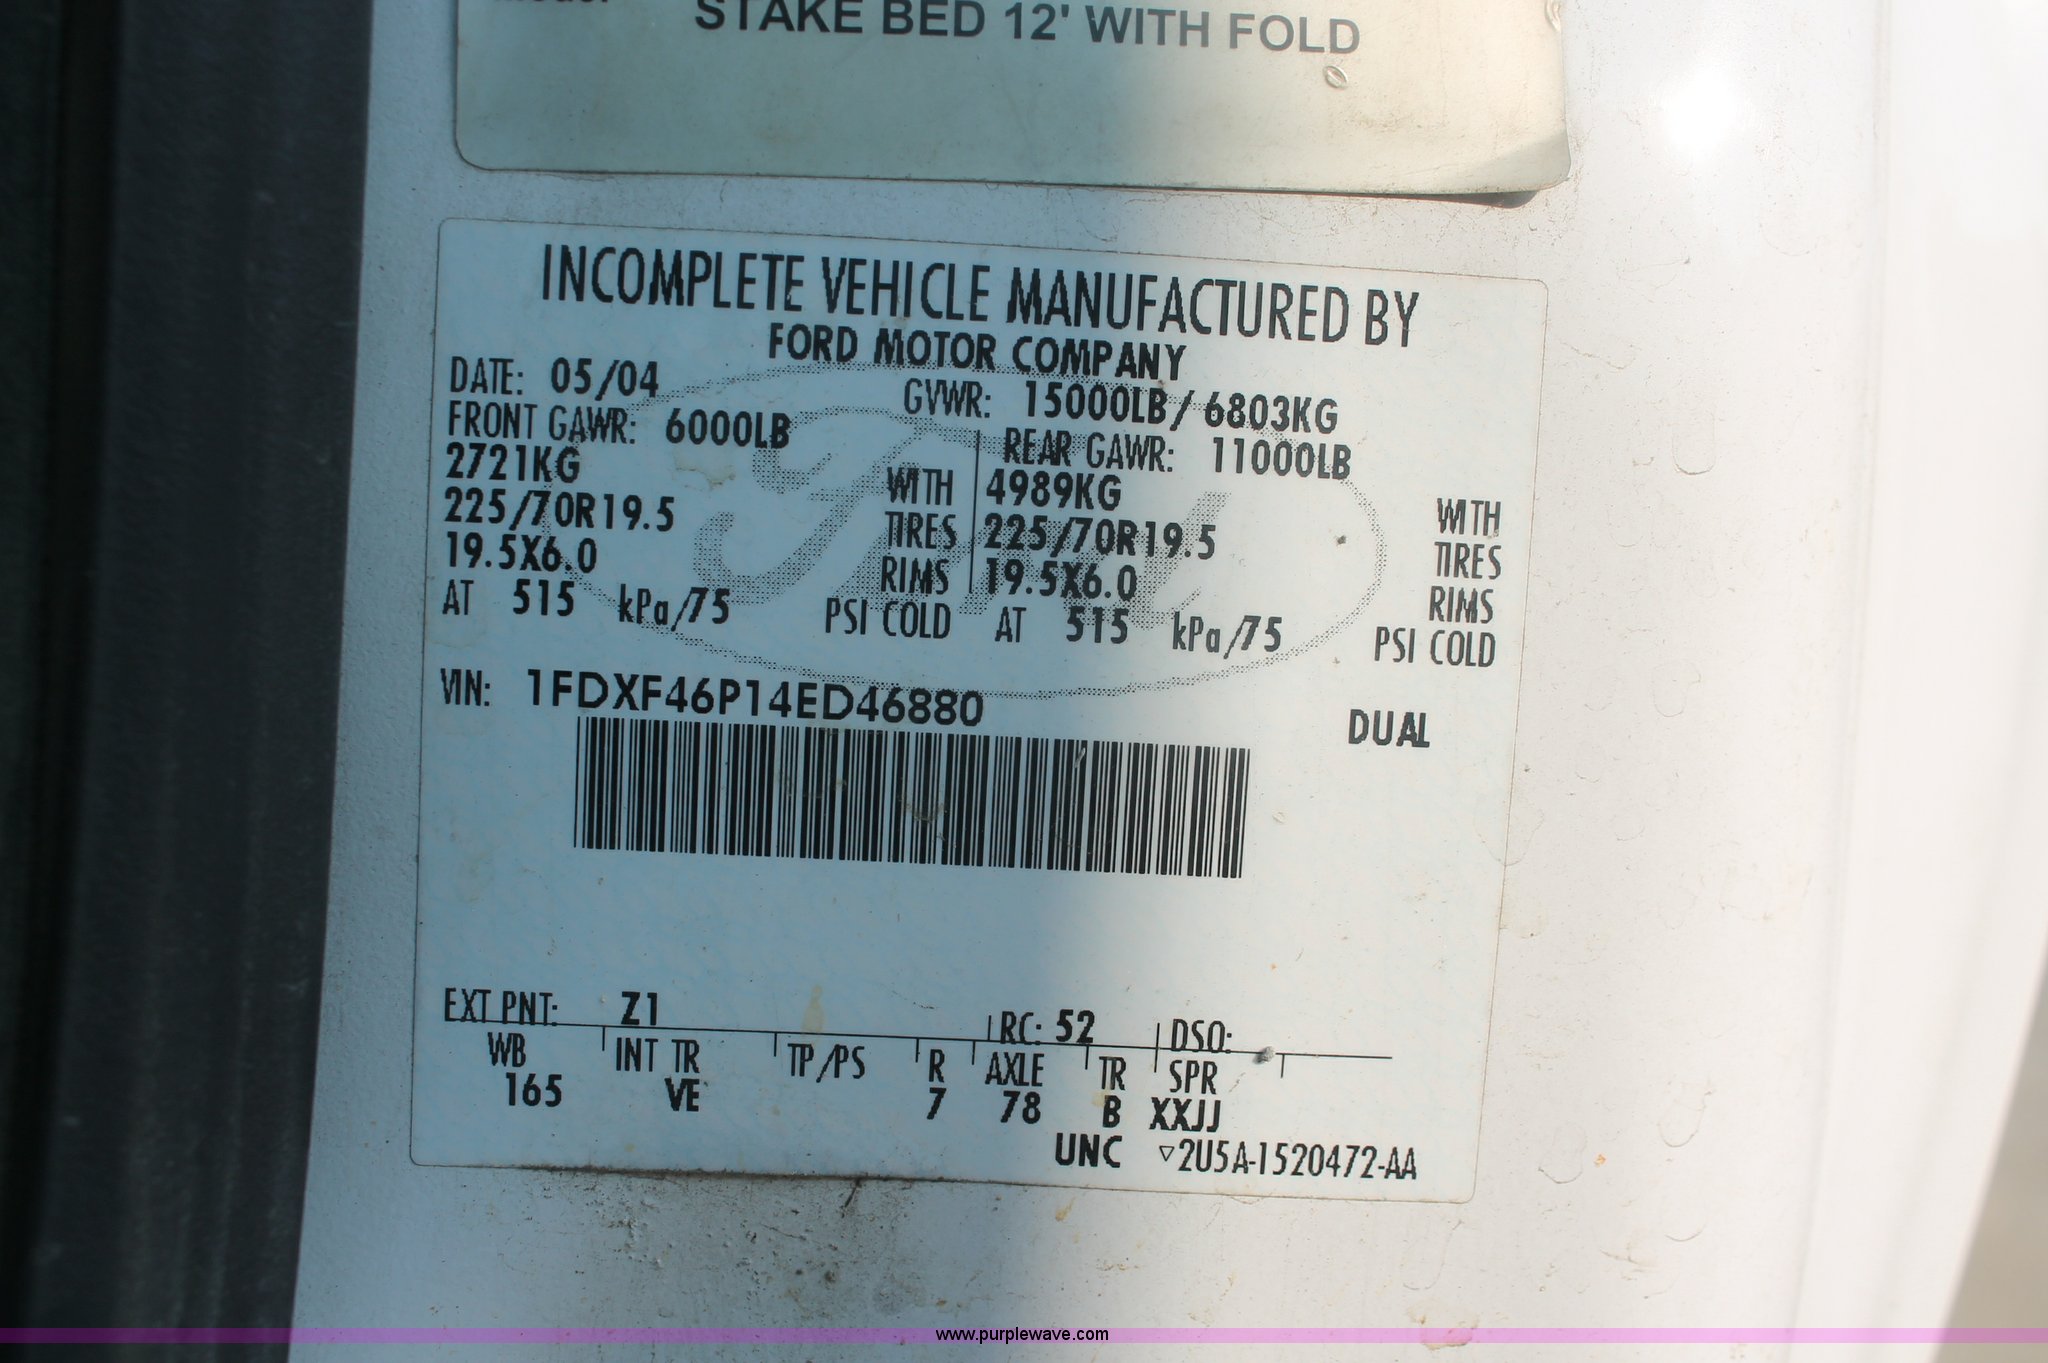 STAKE BED 12' WITH FOLD
INCOMPLETE VEHICLE MANUFACTURED BY
FORD MOTOR COMPANY
DATE: 05/04 GVWR: 15000LB/ 6803KG
FRONT GAWR: 6000LB REAR GAWR: 11000LB
2721KG WITH 4989KG WITH
225/70R19.5 TIRES 225/70R19.5 TIRES
19.5X6.0 RIMS 19.5X6.0 RIMS
AT 515 kPa/75 PSI COLD AT 515 kPa/75 PSI COLD
VIN: 1FDXF46P14ED46880
DUAL
EXT PNT: Z1 RC: 52 DSO:
WB INT TR TP/PS R AXLE TR SPR
165 VE 7 78 B XXJJ
UNC ▽2U5A-1520472-AA
www.purplewave.com